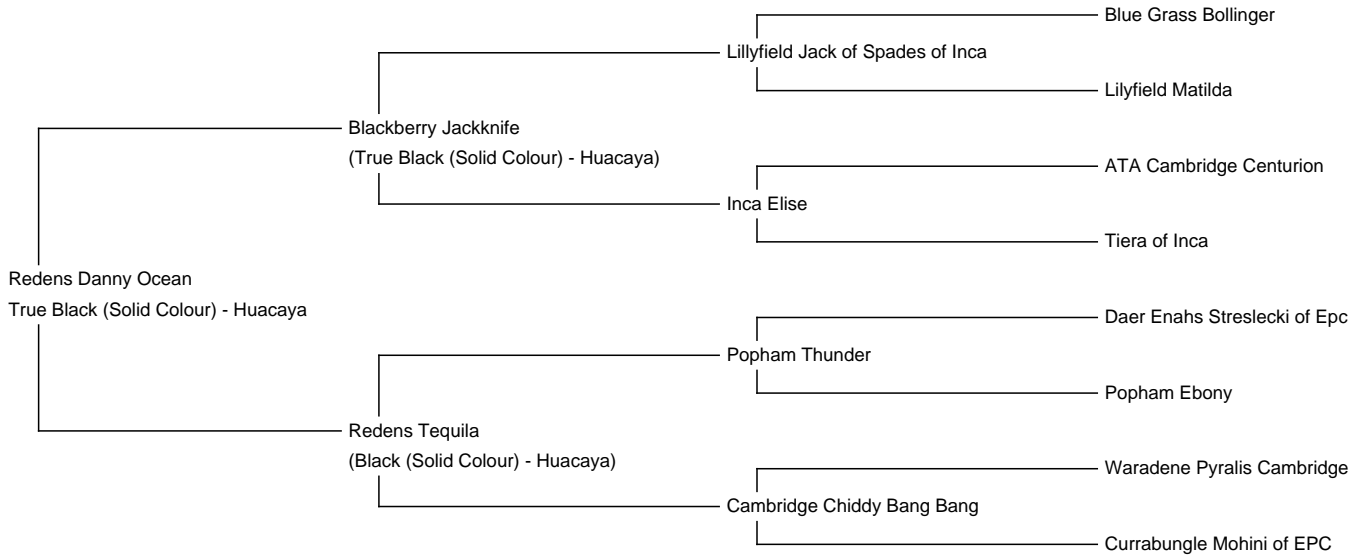 Blue Grass Bollinger
Lillyfield Jack of Spades of Inca
Lilyfield Matilda
Blackberry Jackknife
(True Black (Solid Colour) - Huacaya)
ATA Cambridge Centurion
Inca Elise
Tiera of Inca
Redens Danny Ocean
True Black (Solid Colour) - Huacaya
Daer Enahs Streslecki of Epc
Popham Thunder
Popham Ebony
Redens Tequila
(Black (Solid Colour) - Huacaya)
Waradene Pyralis Cambridge
Cambridge Chiddy Bang Bang
Currabungle Mohini of EPC